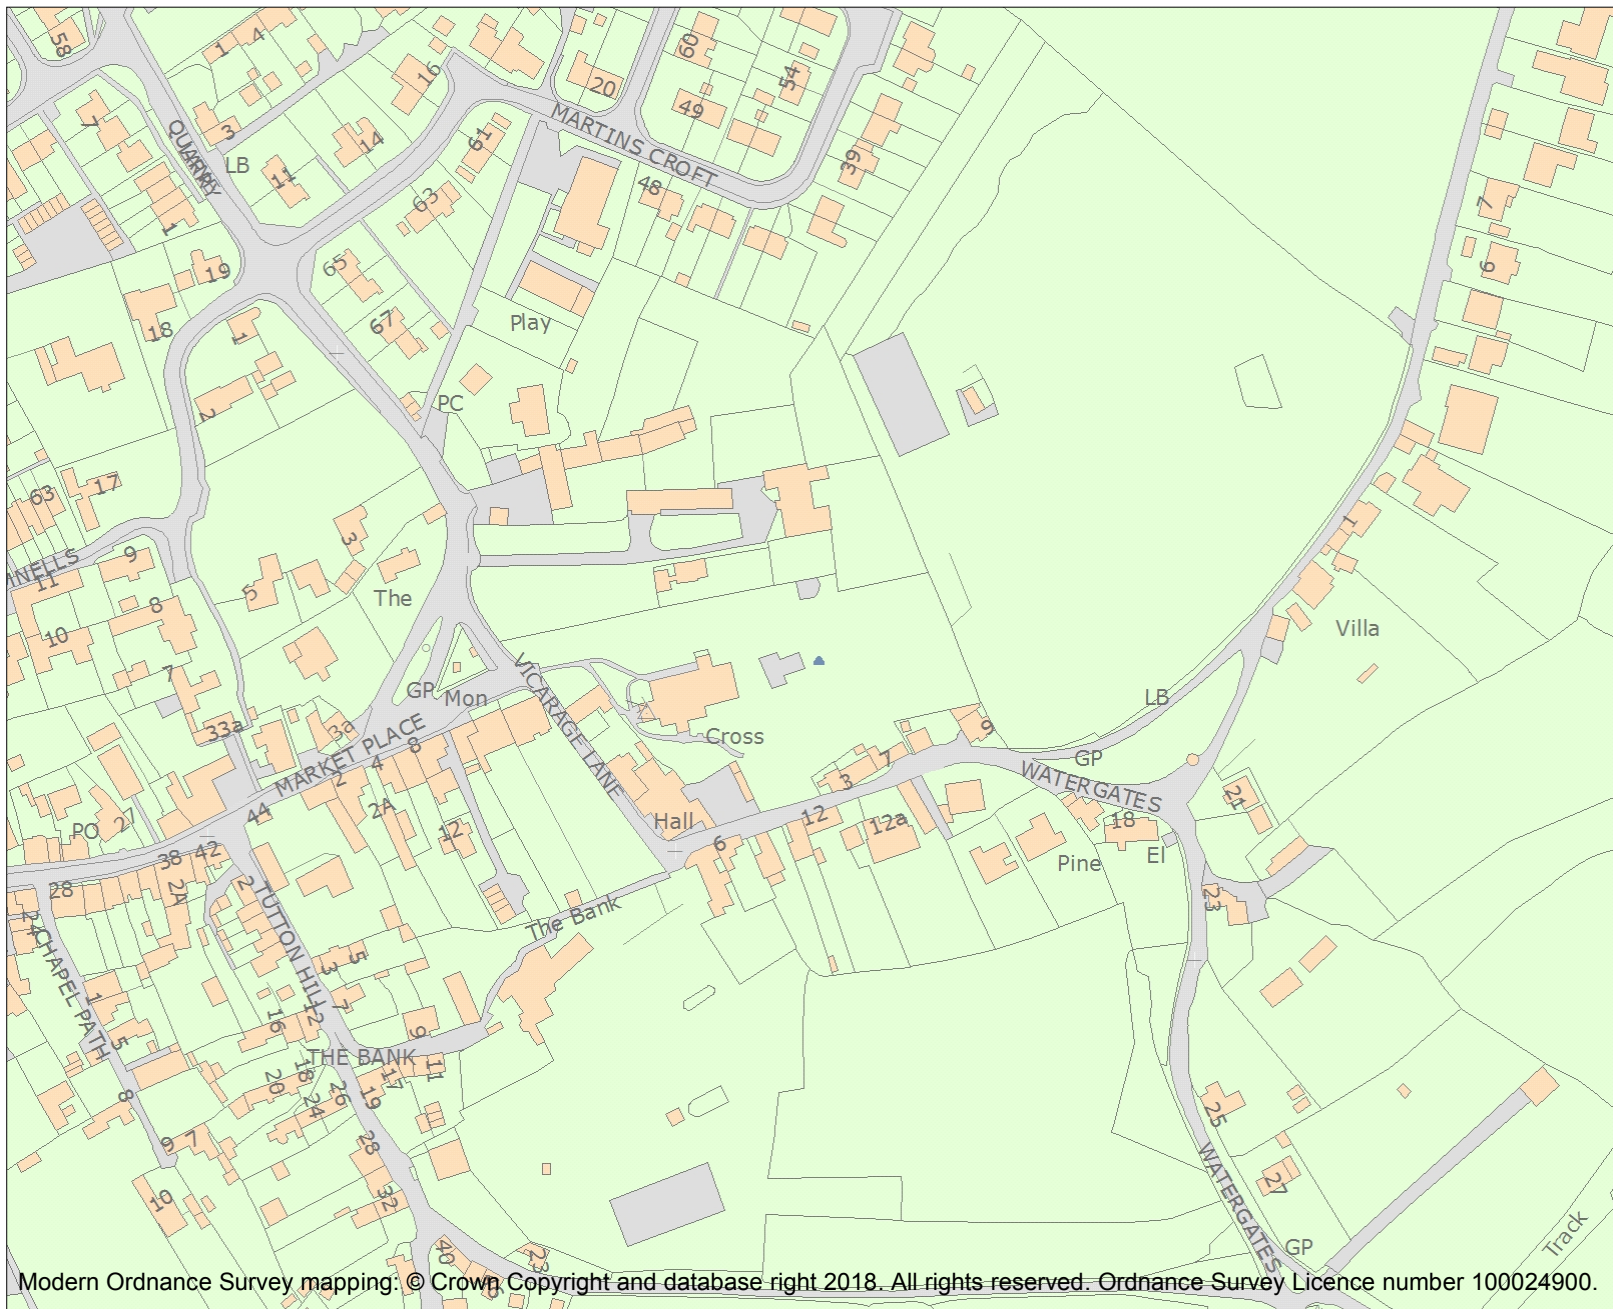 58
1
4
16
20
60
54
49
MARTINS CROFT
7
3
LB
QUARRY
14
11
61
63
48
39
7
1
19
65
6
18
1
67
Play
2
PC
63
17
1
9
11
3
5
The
8
10
Villa
7
VICARAGE LANE
GP
Mon
LB
33a
3a
MARKET PLACE
8
Cross
9
GP
7
3
WATERGATES
2
4
2A
44
12
21
PO
27
Hall
6
12
12a
18
El
Pine
38
42
28
2A
2
23
24
TUTTON HILL
The Bank
CHAPEL PATH
3
5
1
7
12
16
5
9
THE BANK
18
20
17
11
8
26
19
24
25
9
7
28
WATERGATES
27
10
32
Track
GP
40
23
Modern Ordnance Survey mapping: © Crown Copyright and database right 2018. All rights reserved. Ordnance Survey Licence number 100024900.